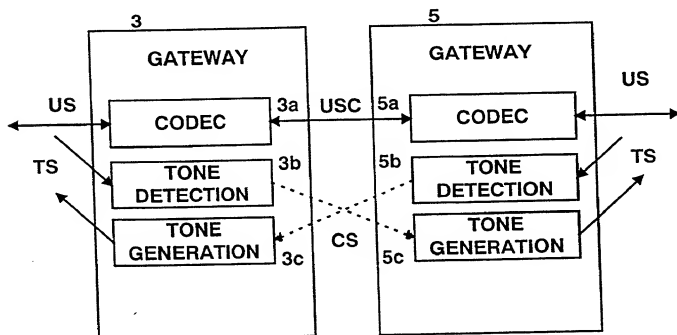 3
5
GATEWAY
GATEWAY
US
3a
USC
5a
US
CODEC
CODEC
TS
3b
5b
TS
TONE
DETECTION
TONE
DETECTION
TONE
GENERATION
CS
TONE
GENERATION
3c
5c